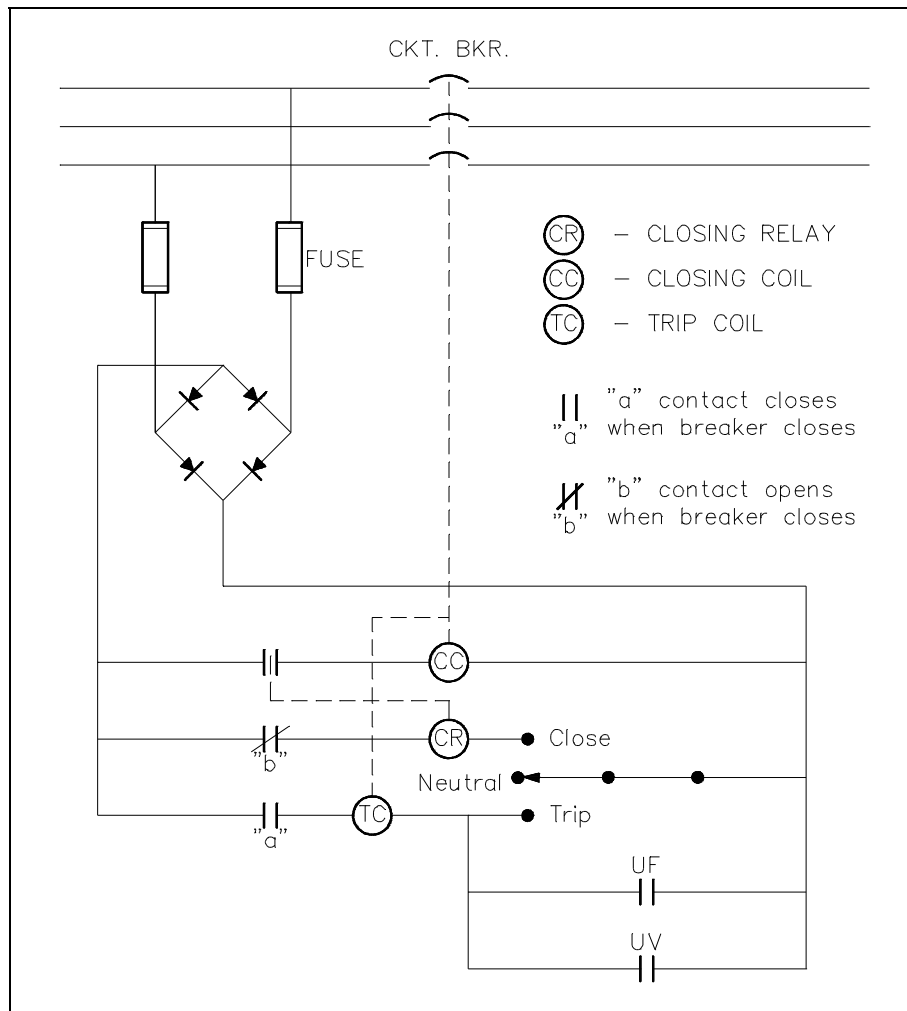 CKT. BKR.
FUSE
CR – CLOSING RELAY
CC – CLOSING COIL
TC – TRIP COIL
"a" "a" contact closes
when breaker closes
"b" "b" contact opens
when breaker closes
CC
CR
Close
"b"
Neutral
TC
Trip
"a"
UF
UV